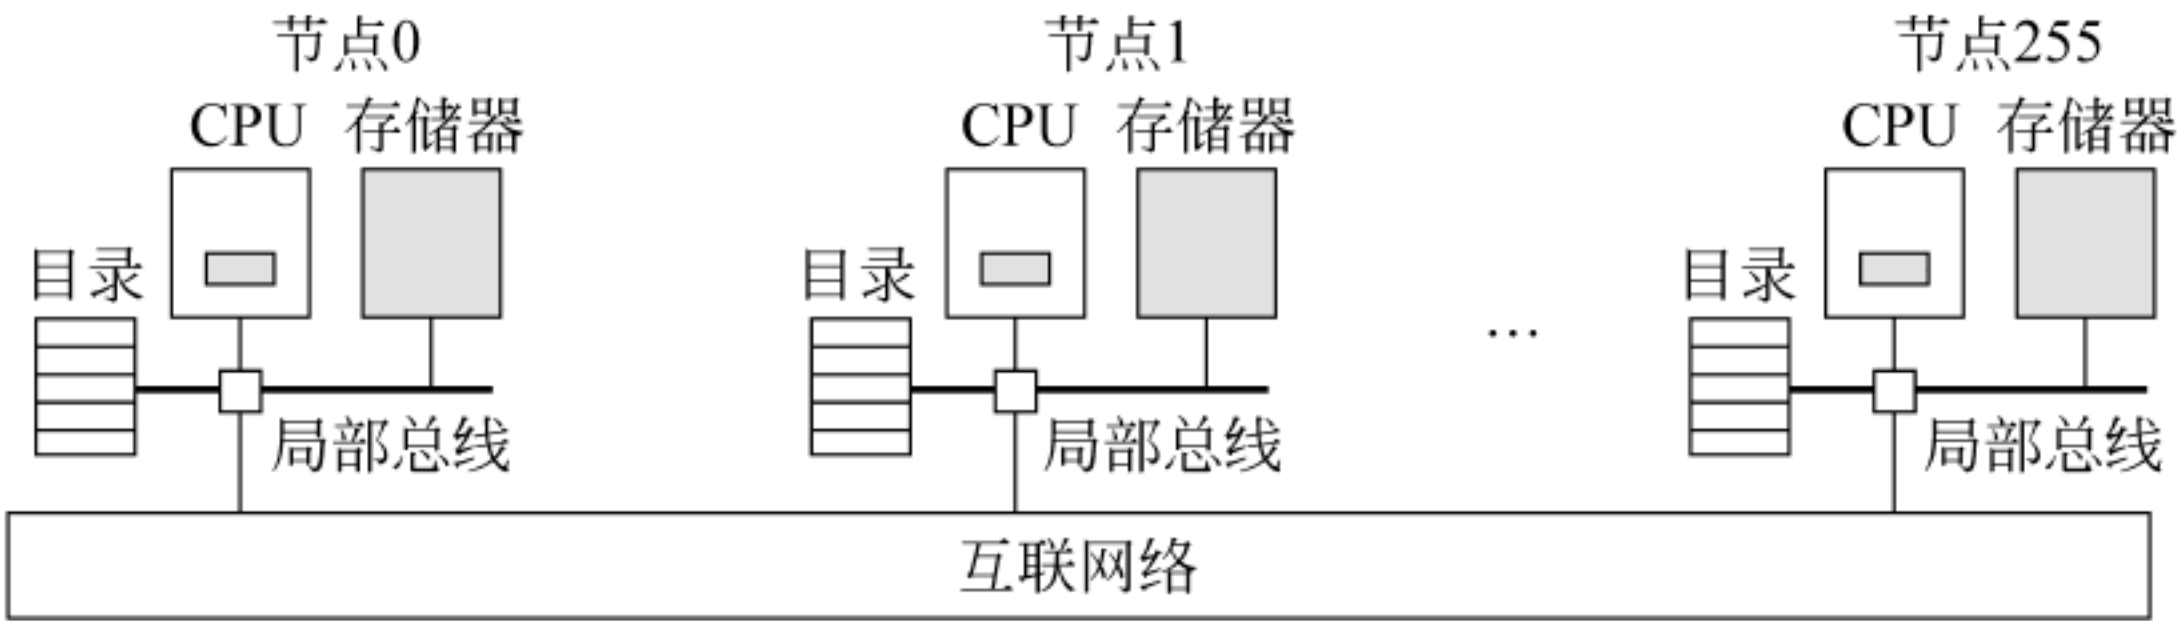 节点0 节点1 节点255
CPU 存储器 CPU 存储器 CPU 存储器
目录 目录 目录
…
局部总线 局部总线 局部总线
互联网络